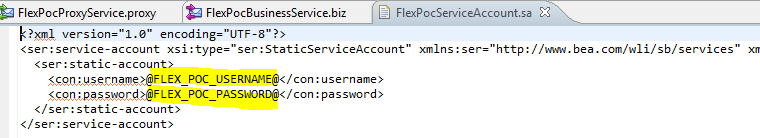 FlexPocProxyService.proxy FlexPocBusinessService.biz FlexPocServiceAccount.sa
<?xml version="1.0" encoding="UTF-8"?>
<ser:service-account xsi:type="ser:StaticServiceAccount" xmlns:ser="http://www.bea.com/wli/sb/services" xm
<ser:static-account>
<con:username>@FLEX_POC_USERNAME@</con:username>
<con:password>@FLEX_POC_PASSWORD@</con:password>
</ser:static-account>
</ser:service-account>